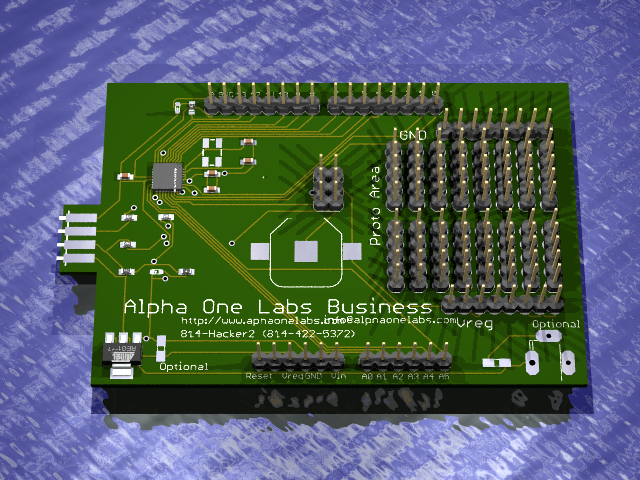 GND
Proto Area
Alpha One Labs Business
http://www.aphaonelabs.com
info@alphaonelabs.com
814-Hacker2 (814-422-5372)
Vreg
Optional
Optional
Reset Vreg GND Vin A0 A1 A2 A3 A4 A5